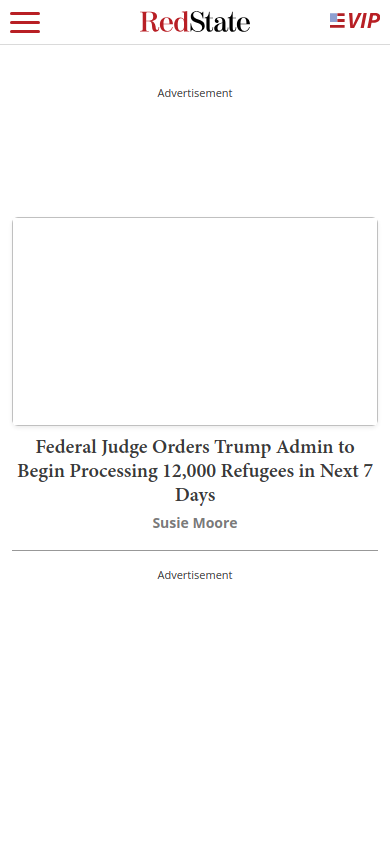 RedState
VIP
Advertisement
Federal Judge Orders Trump Admin to
Begin Processing 12,000 Refugees in Next 7
Days
Susie Moore
Advertisement